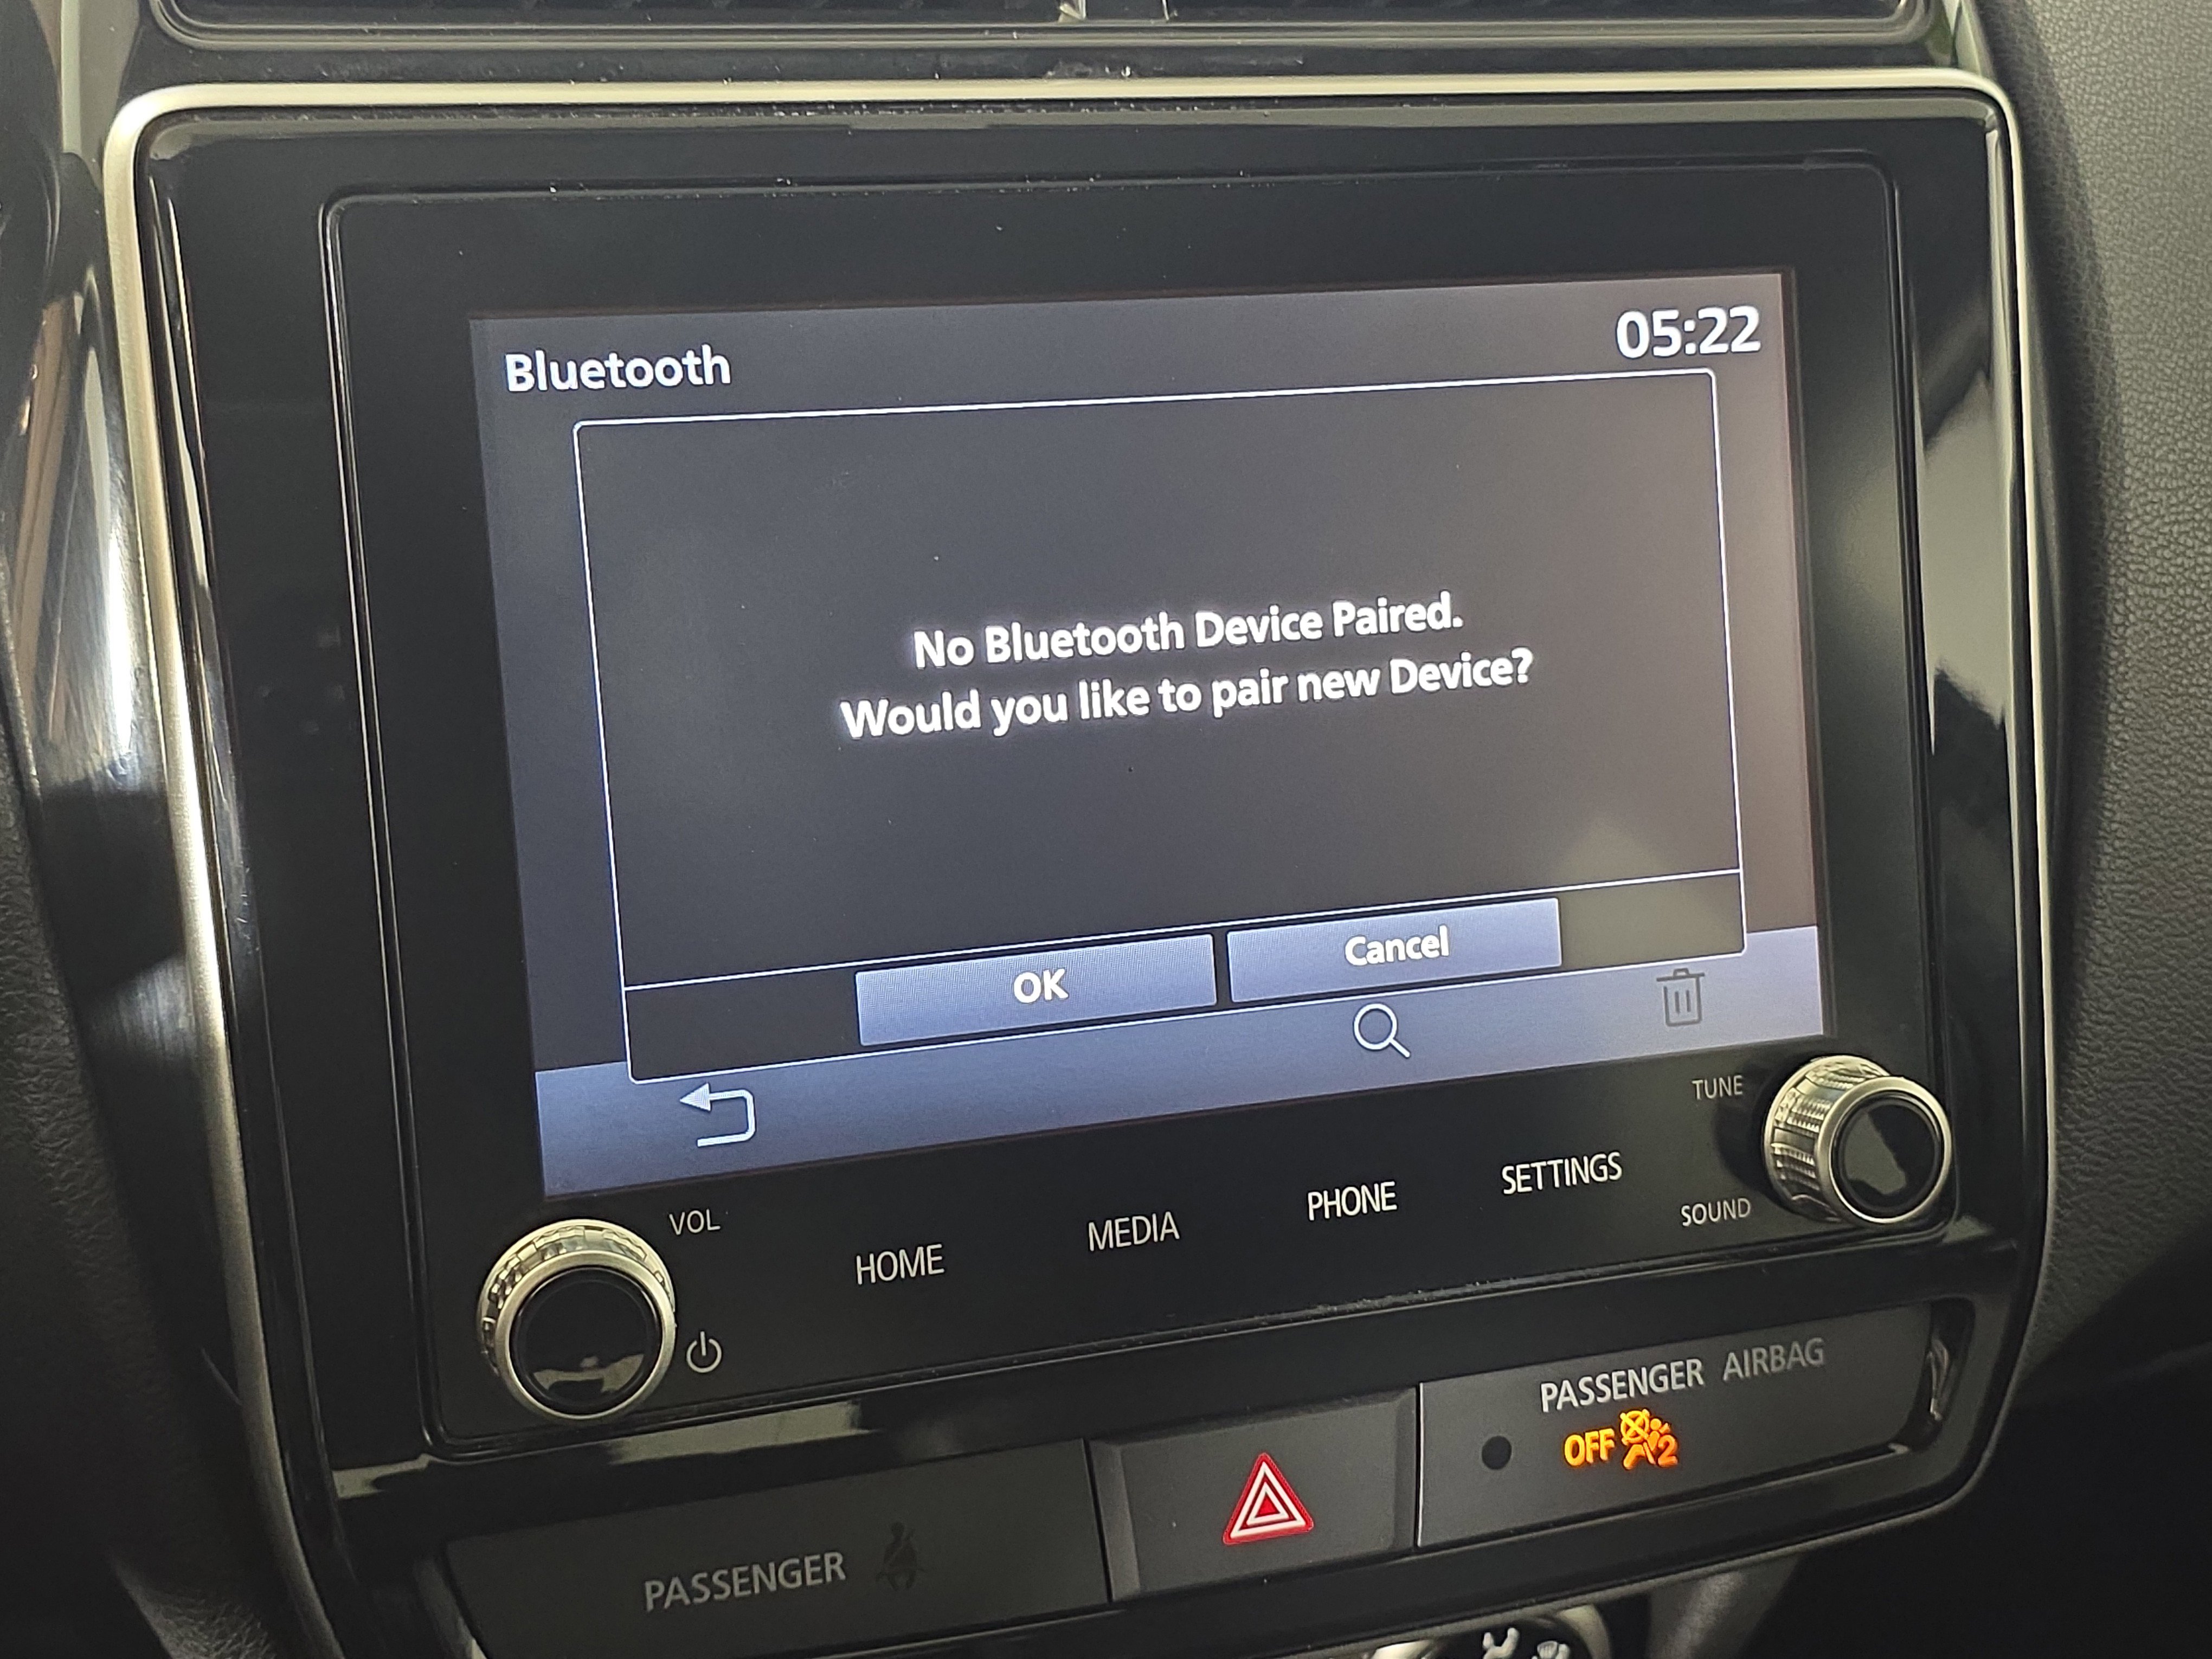 Bluetooth
05:22
No Bluetooth Device Paired.
Would you like to pair new Device?
OK
Cancel
VOL
HOME
MEDIA
PHONE
SETTINGS
TUNE
SOUND
PASSENGER AIRBAG
OFF 2
PASSENGER